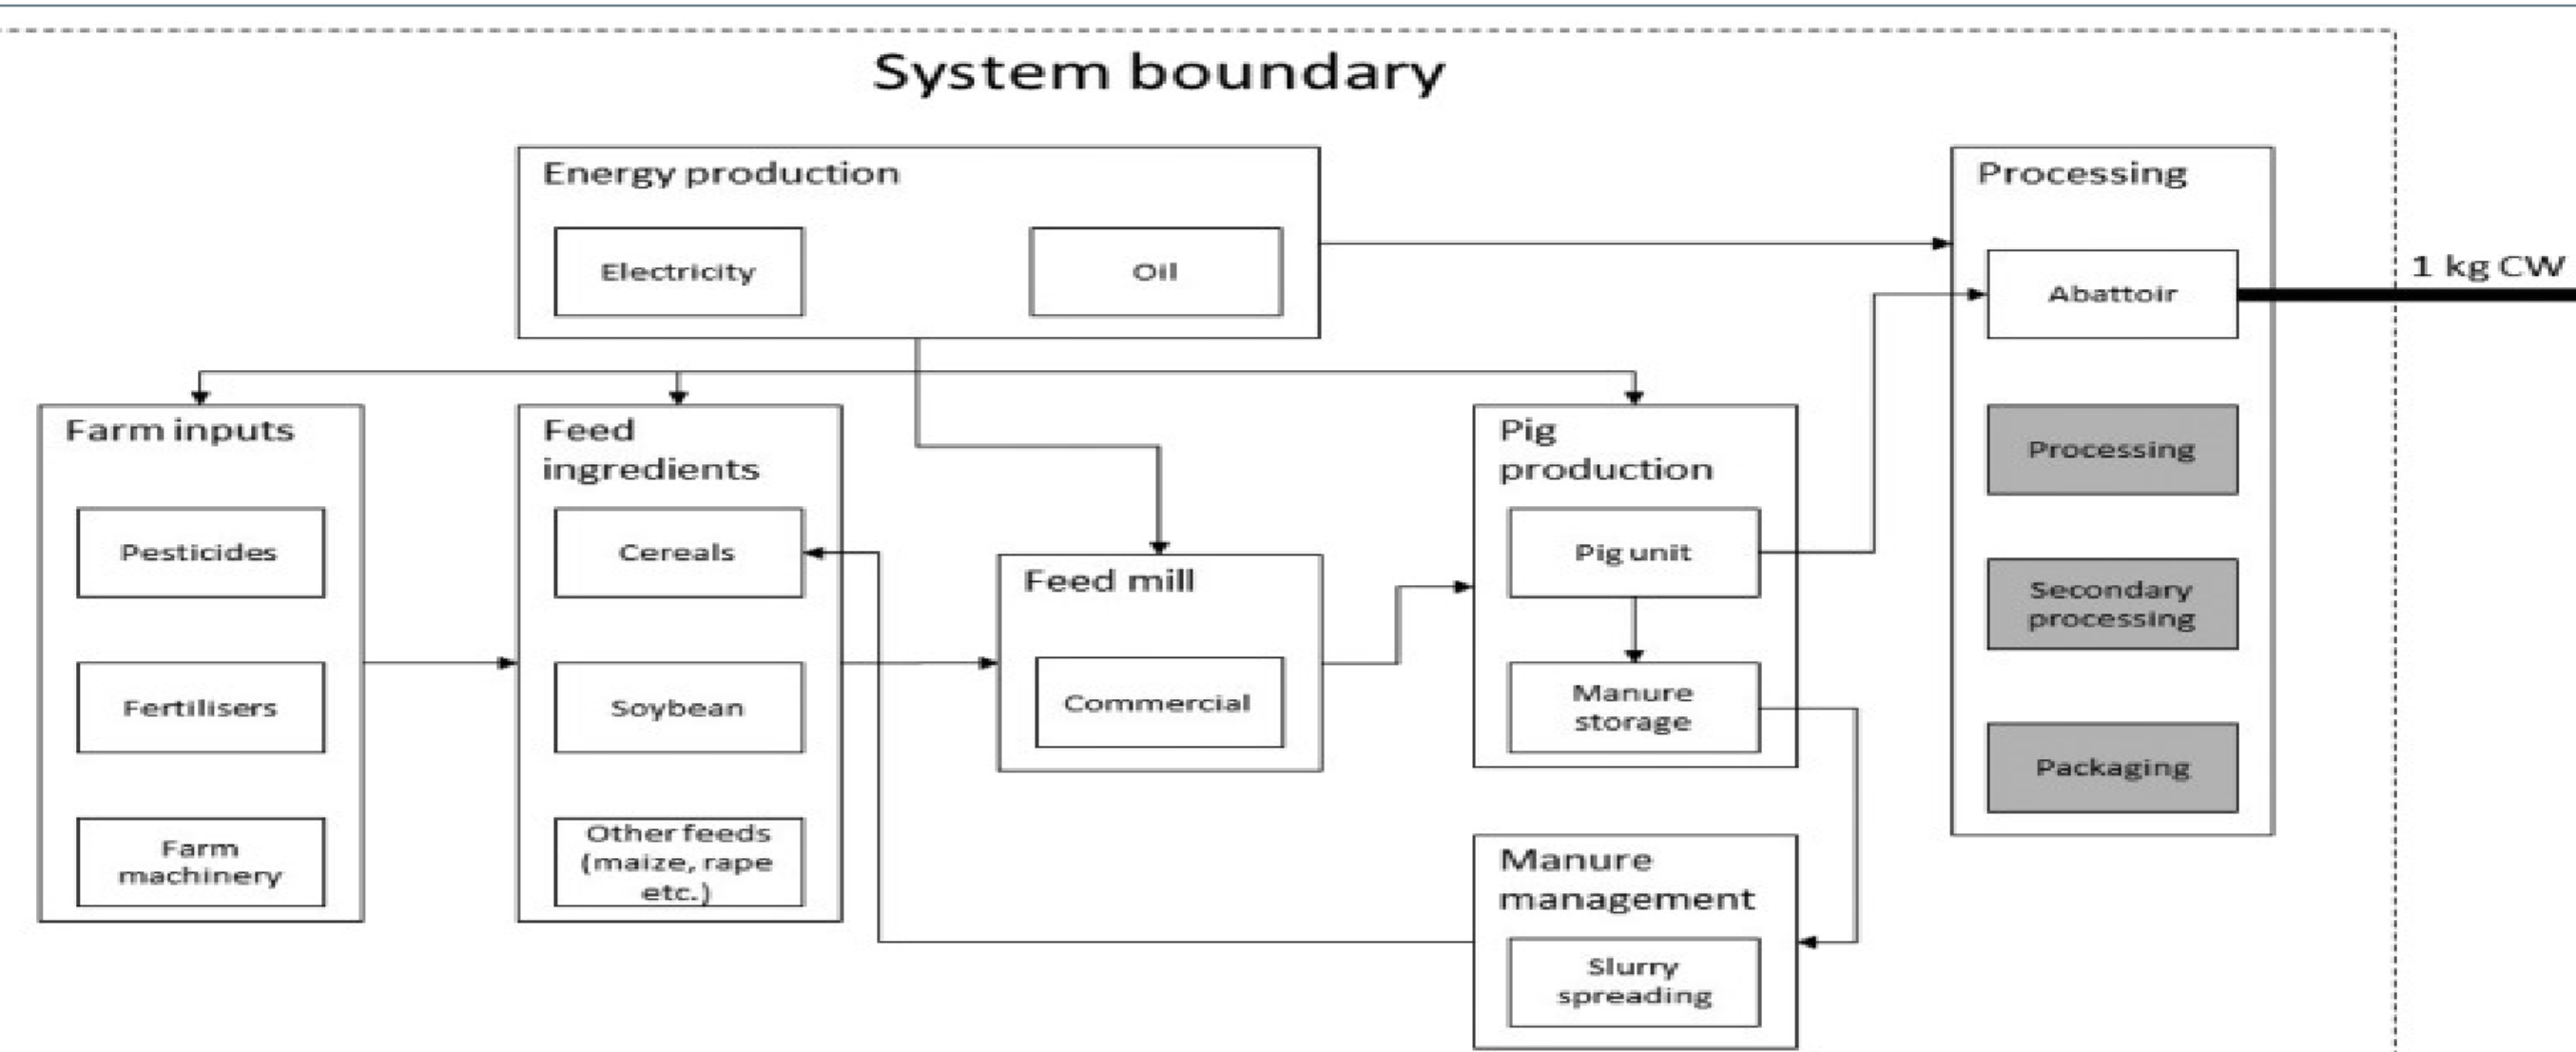 System boundary
Energy production
Electricity
Oil
Processing
Abattoir
1 kg CW
Processing
Secondary
processing
Packaging
Farm inputs
Pesticides
Fertilisers
Farm
machinery
Feed
ingredients
Cereals
Soybean
Other feeds
(maize, rape
etc.)
Feed mill
Commercial
Pig
production
Pig unit
Manure
storage
Manure
management
Slurry
spreading